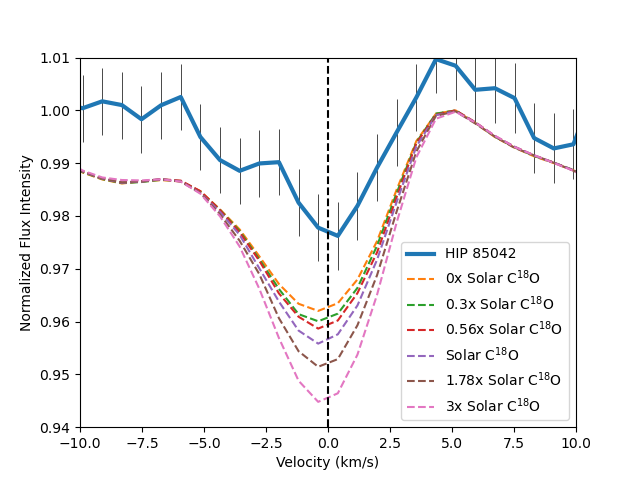 1.01
1.00
0.99
0.98
0.97
0.96
0.95
0.94
Normalized Flux Intensity
HIP 85042
0x Solar C¹⁸O
0.3x Solar C¹⁸O
0.56x Solar C¹⁸O
Solar C¹⁸O
1.78x Solar C¹⁸O
3x Solar C¹⁸O
−10.0 −7.5 −5.0 −2.5 0.0 2.5 5.0 7.5 10.0
Velocity (km/s)